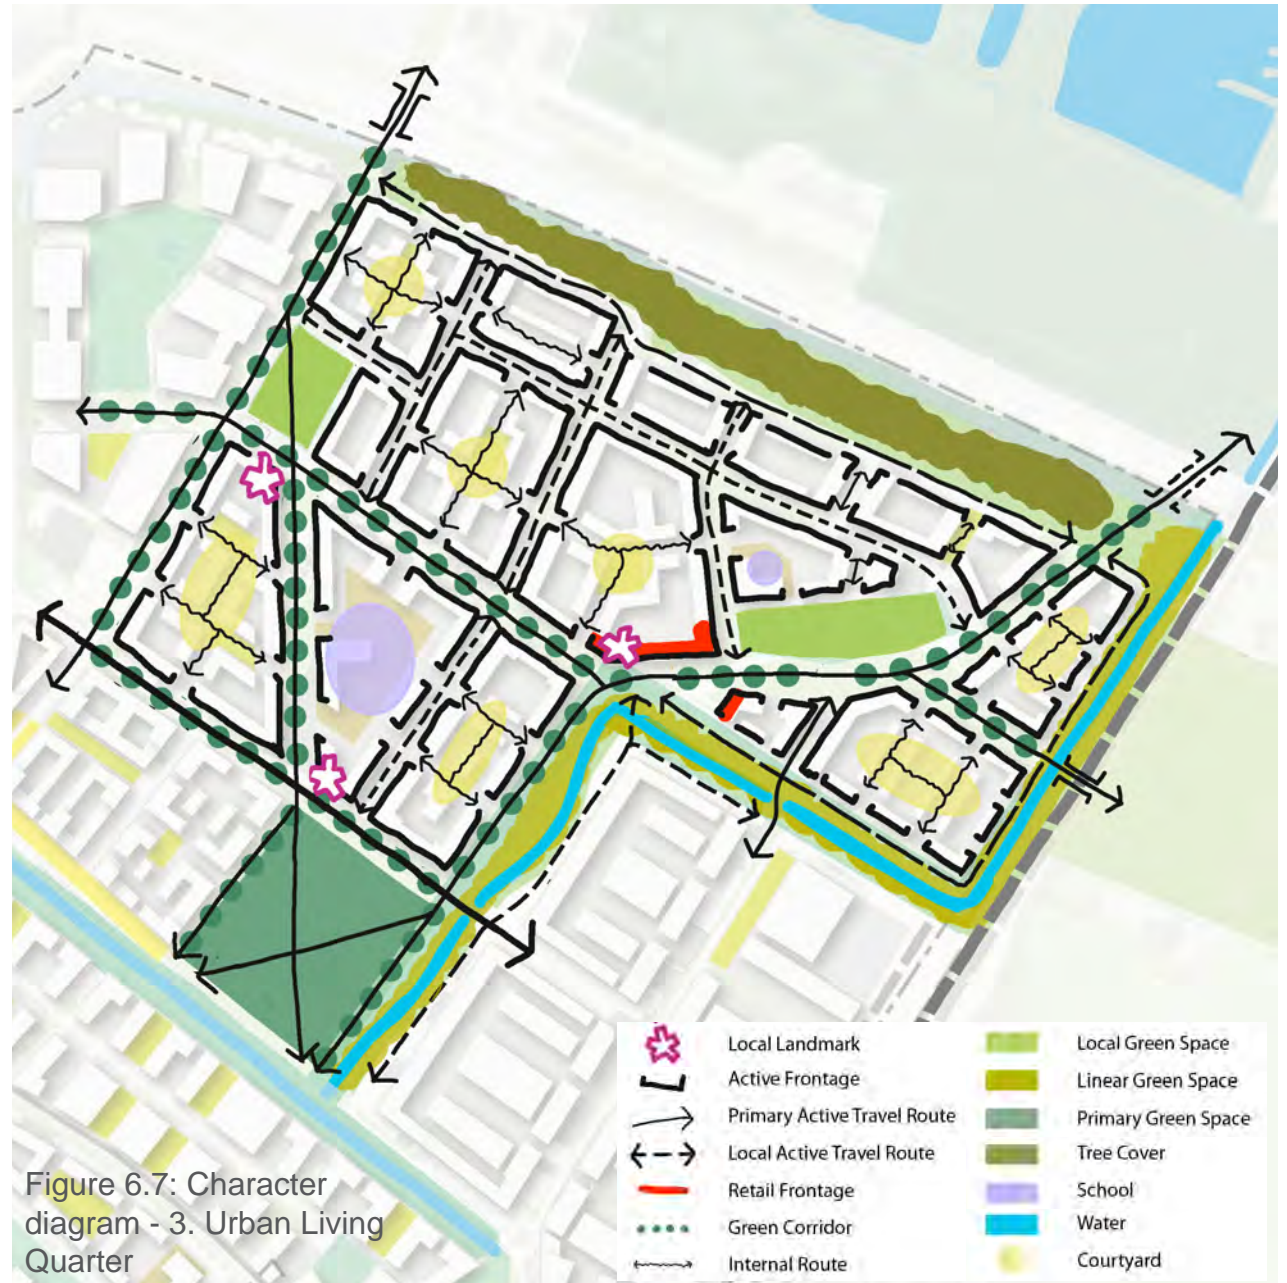 Local Landmark
Active Frontage
Primary Active Travel Route
Local Active Travel Route
Retail Frontage
Green Corridor
Internal Route
Local Green Space
Linear Green Space
Primary Green Space
Tree Cover
School
Water
Courtyard
Figure 6.7: Character
diagram - 3. Urban Living
Quarter